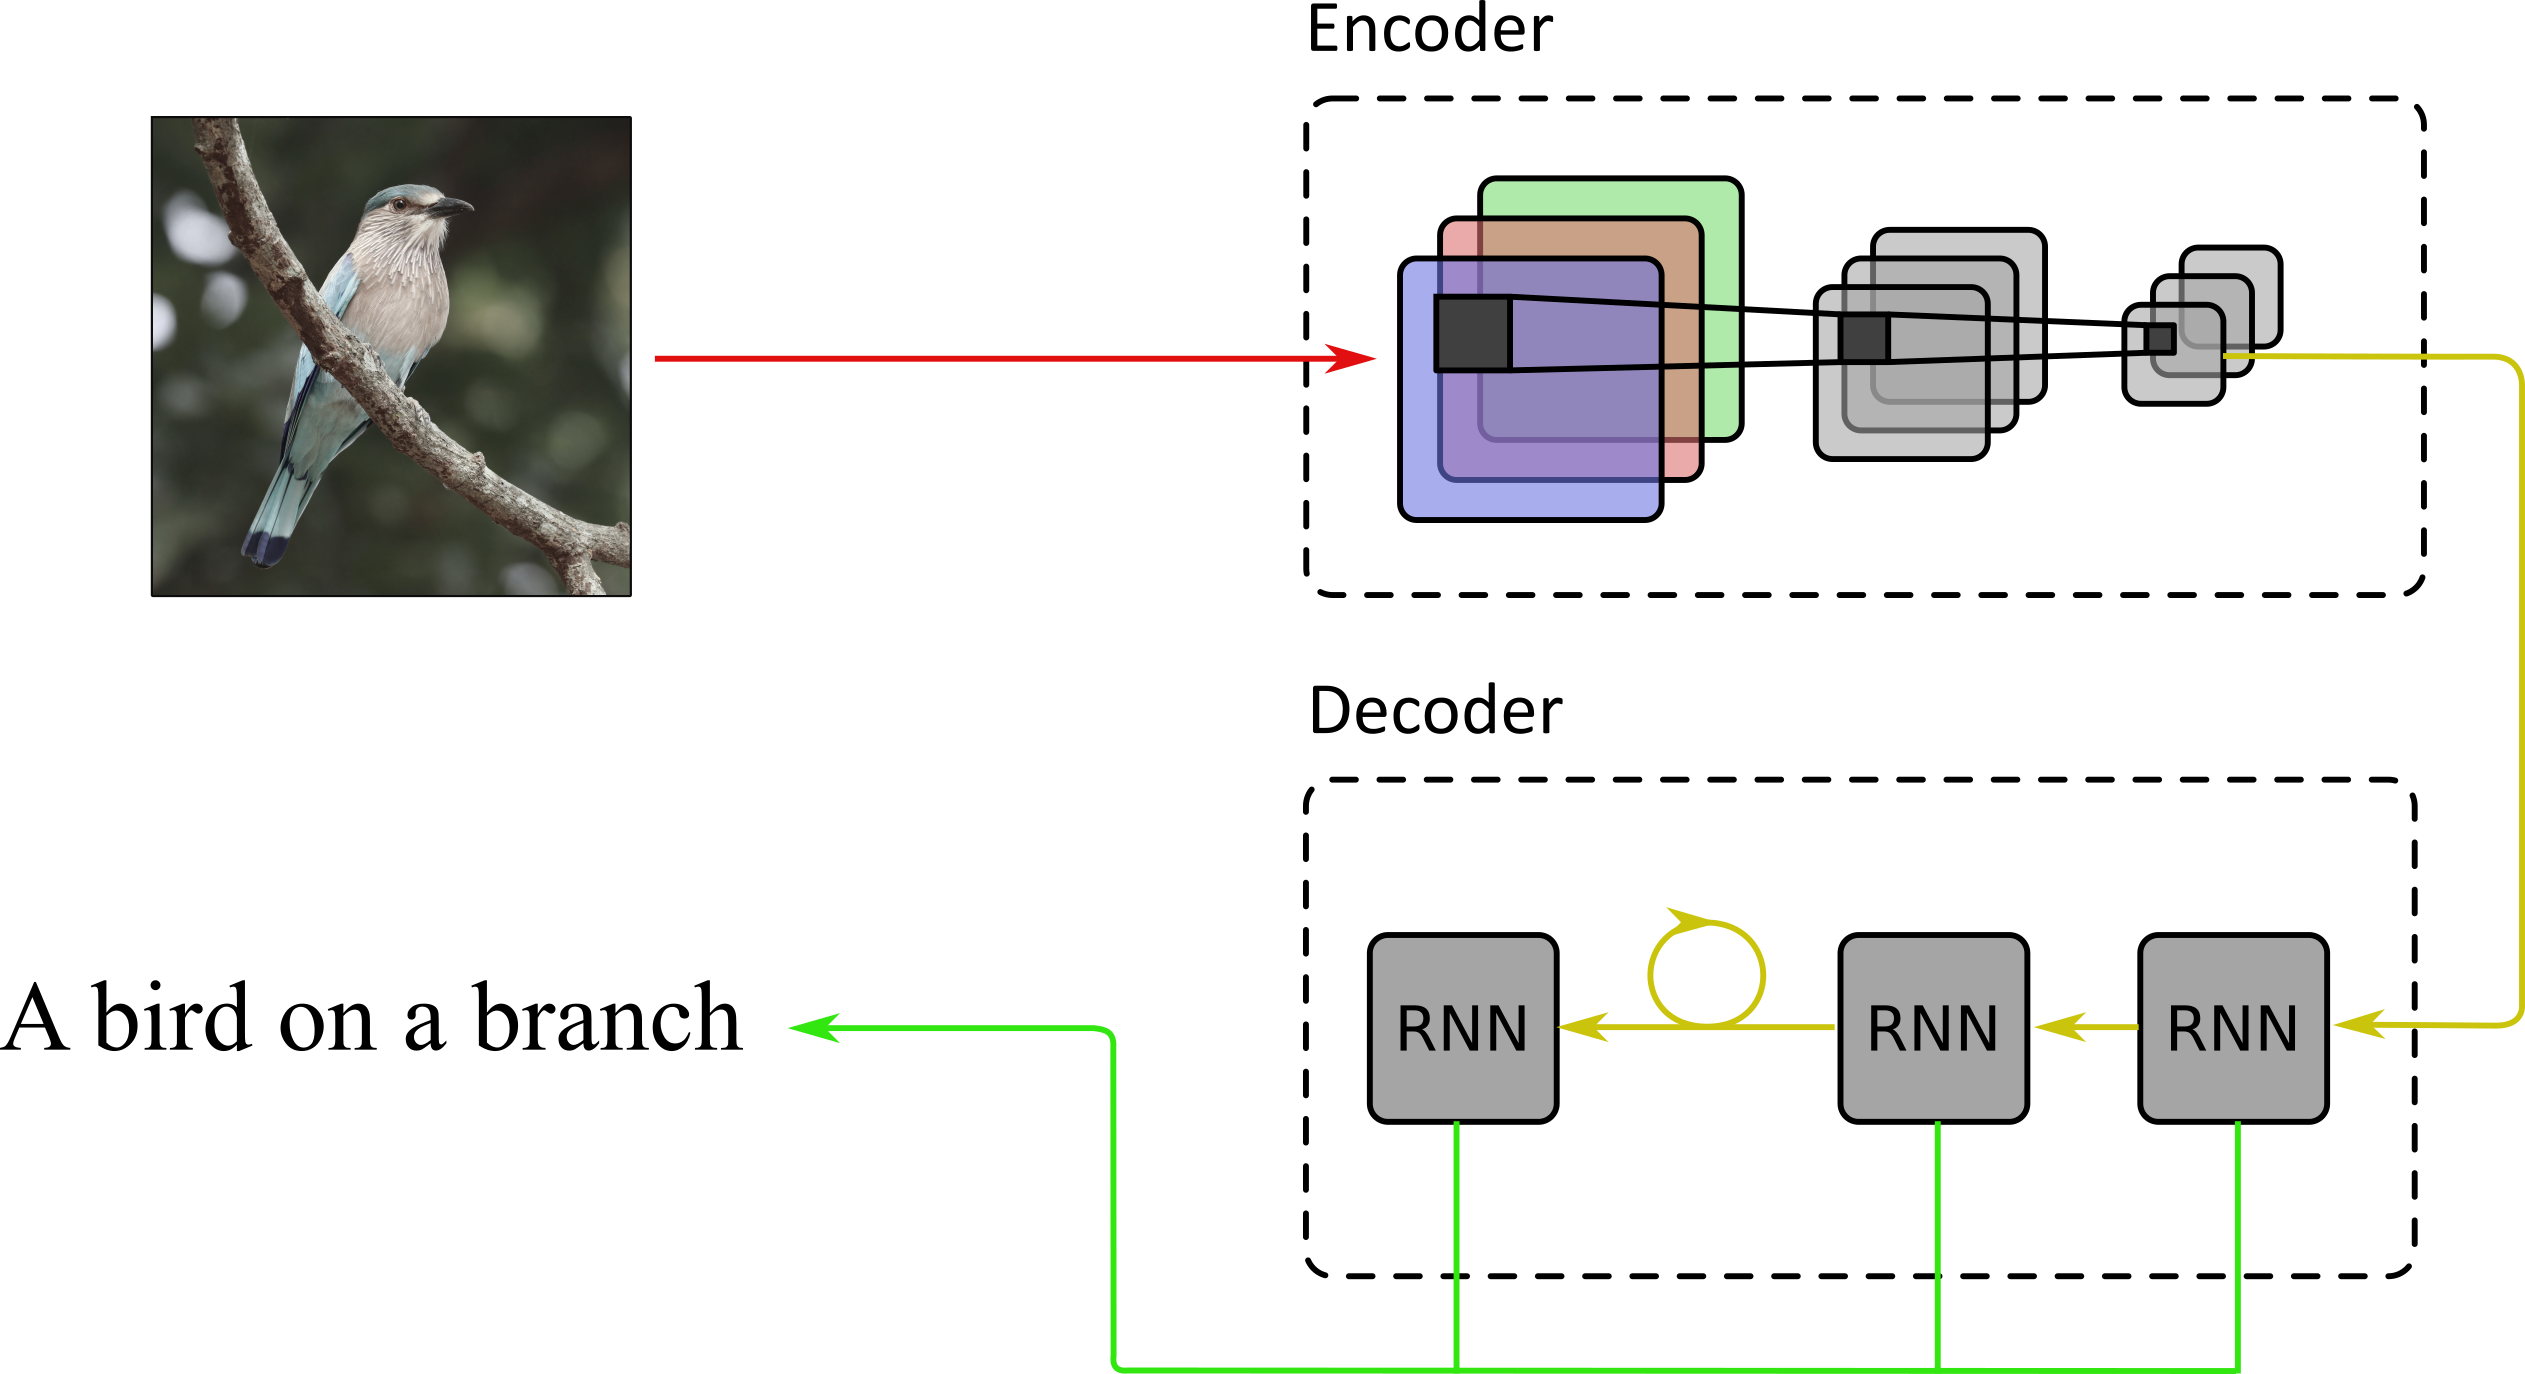 Encoder
Decoder
RNN RNN RNN
A bird on a branch